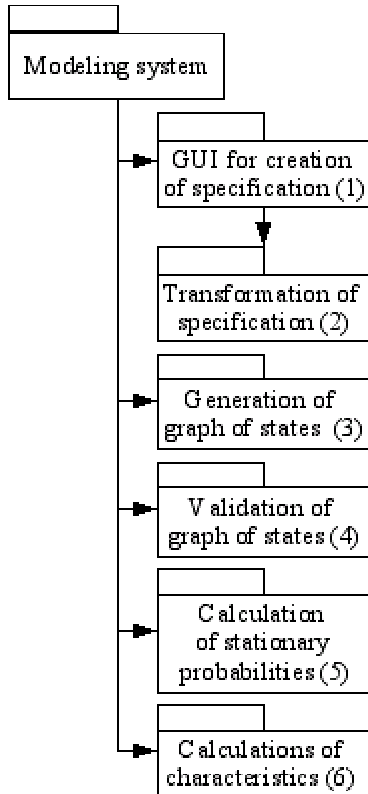 Modeling system
GUI for creation
of specification (1)
Transformation of
specification (2)
Generation of
graph of states (3)
Validation of
graph of states (4)
Calculation
of stationary
probabilities (5)
Calculations of
characteristics (6)